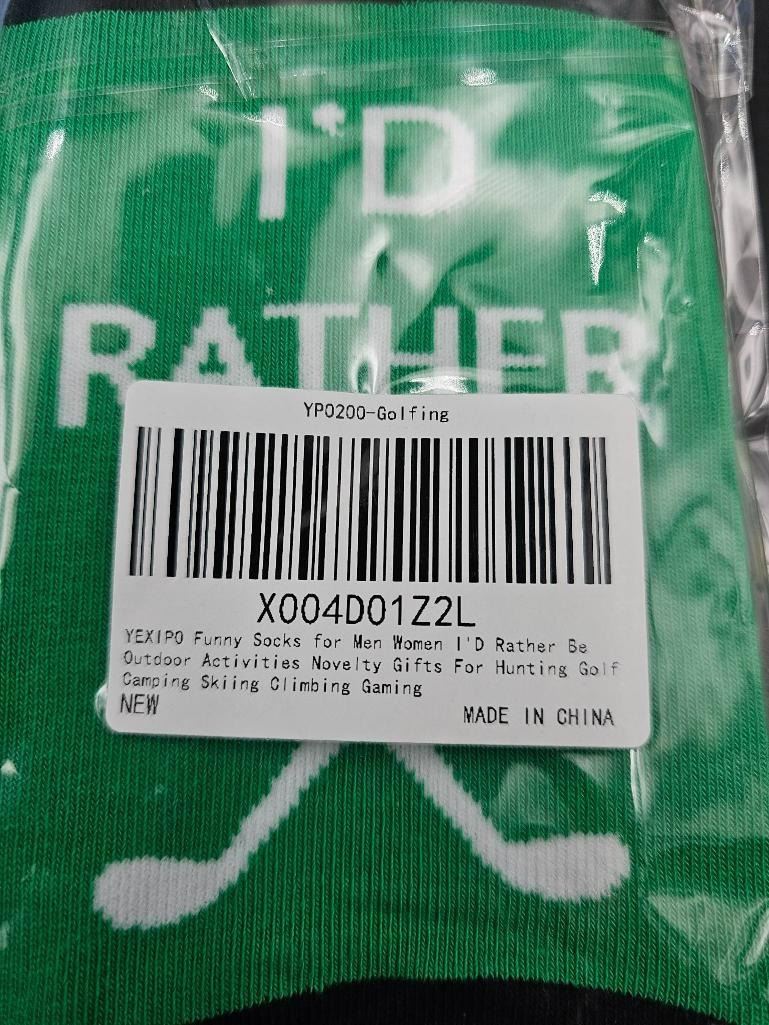 I'D
RATHER
YP0200-Golfing
X004D01Z2L
YEXIPO Funny Socks for Men Women I'D Rather Be
Outdoor Activities Novelty Gifts For Hunting Golf
Camping Skiing Climbing Gaming
NEW
MADE IN CHINA